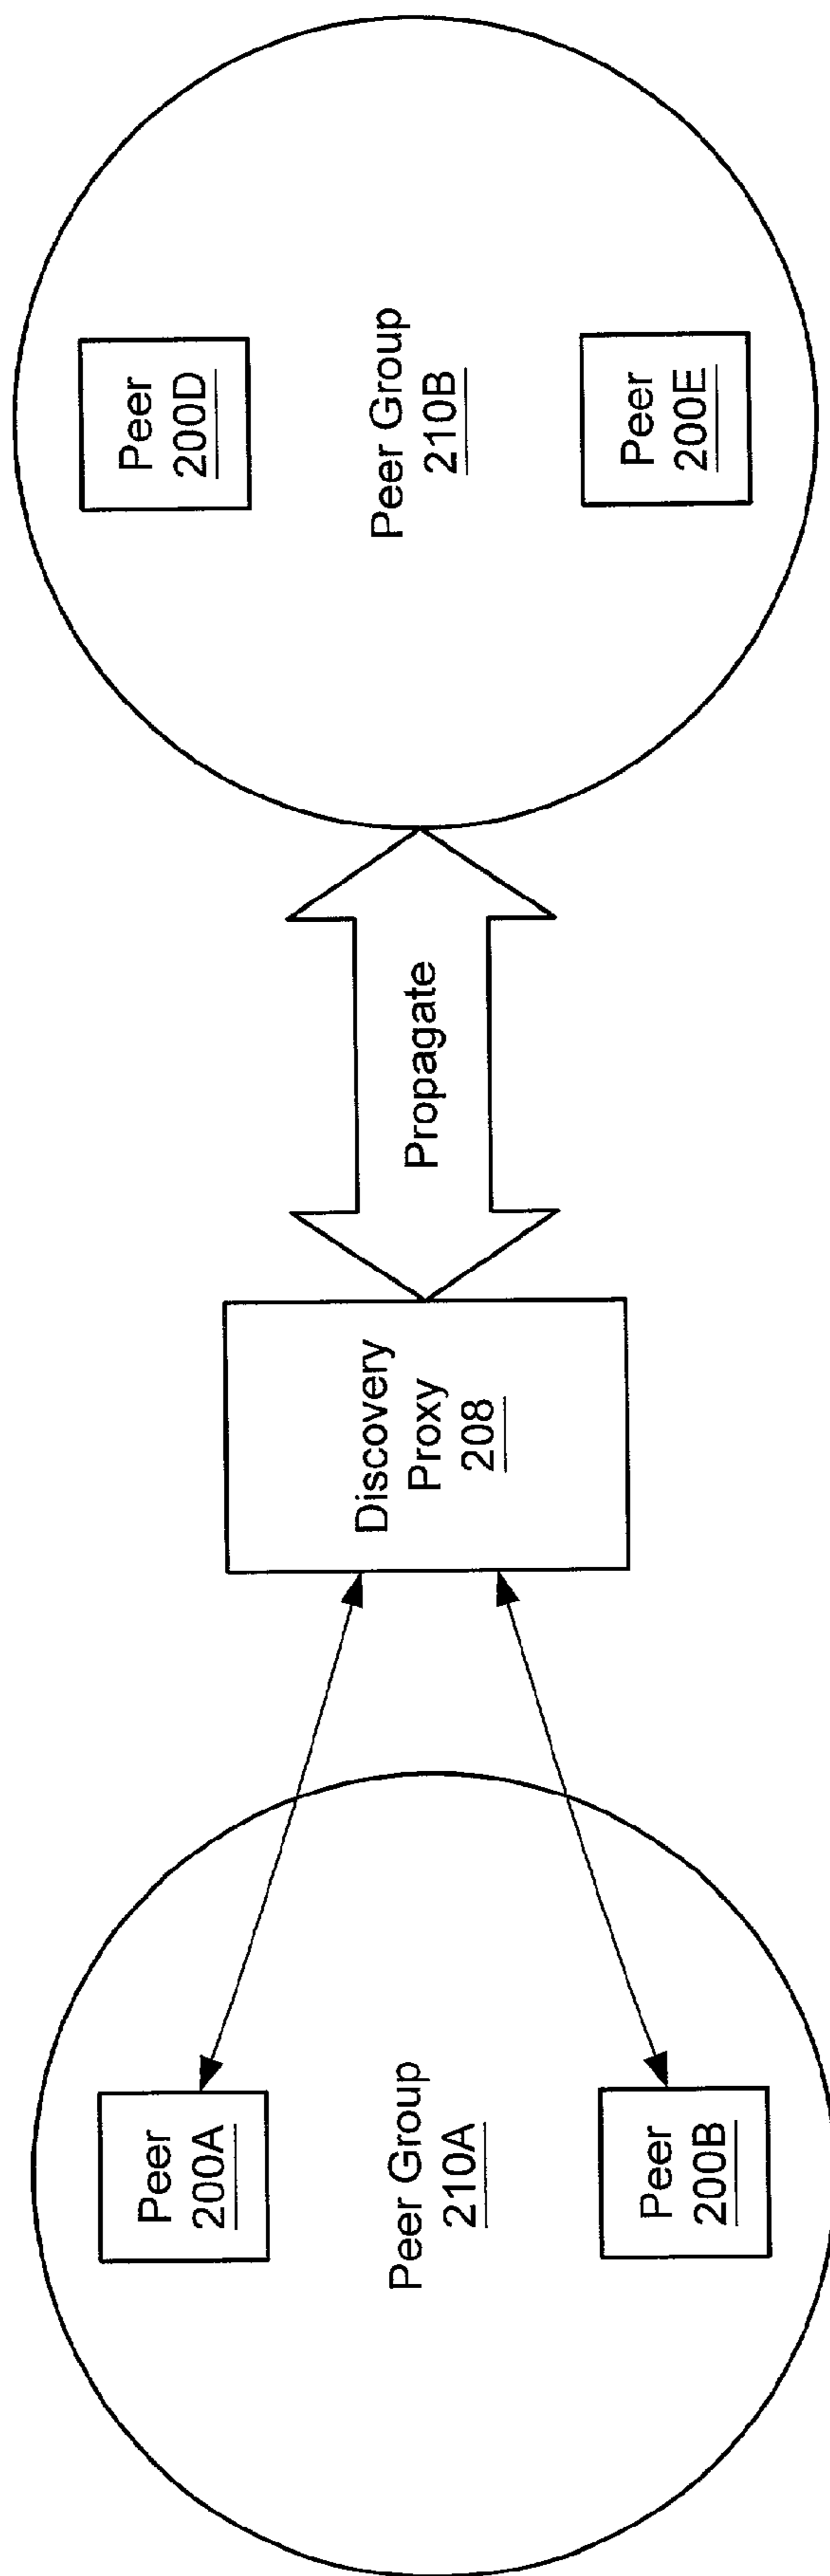 Peer
200A
Peer Group
210A
Peer
200B
Discovery
Proxy
208
Propagate
Peer
200D
Peer Group
210B
Peer
200E